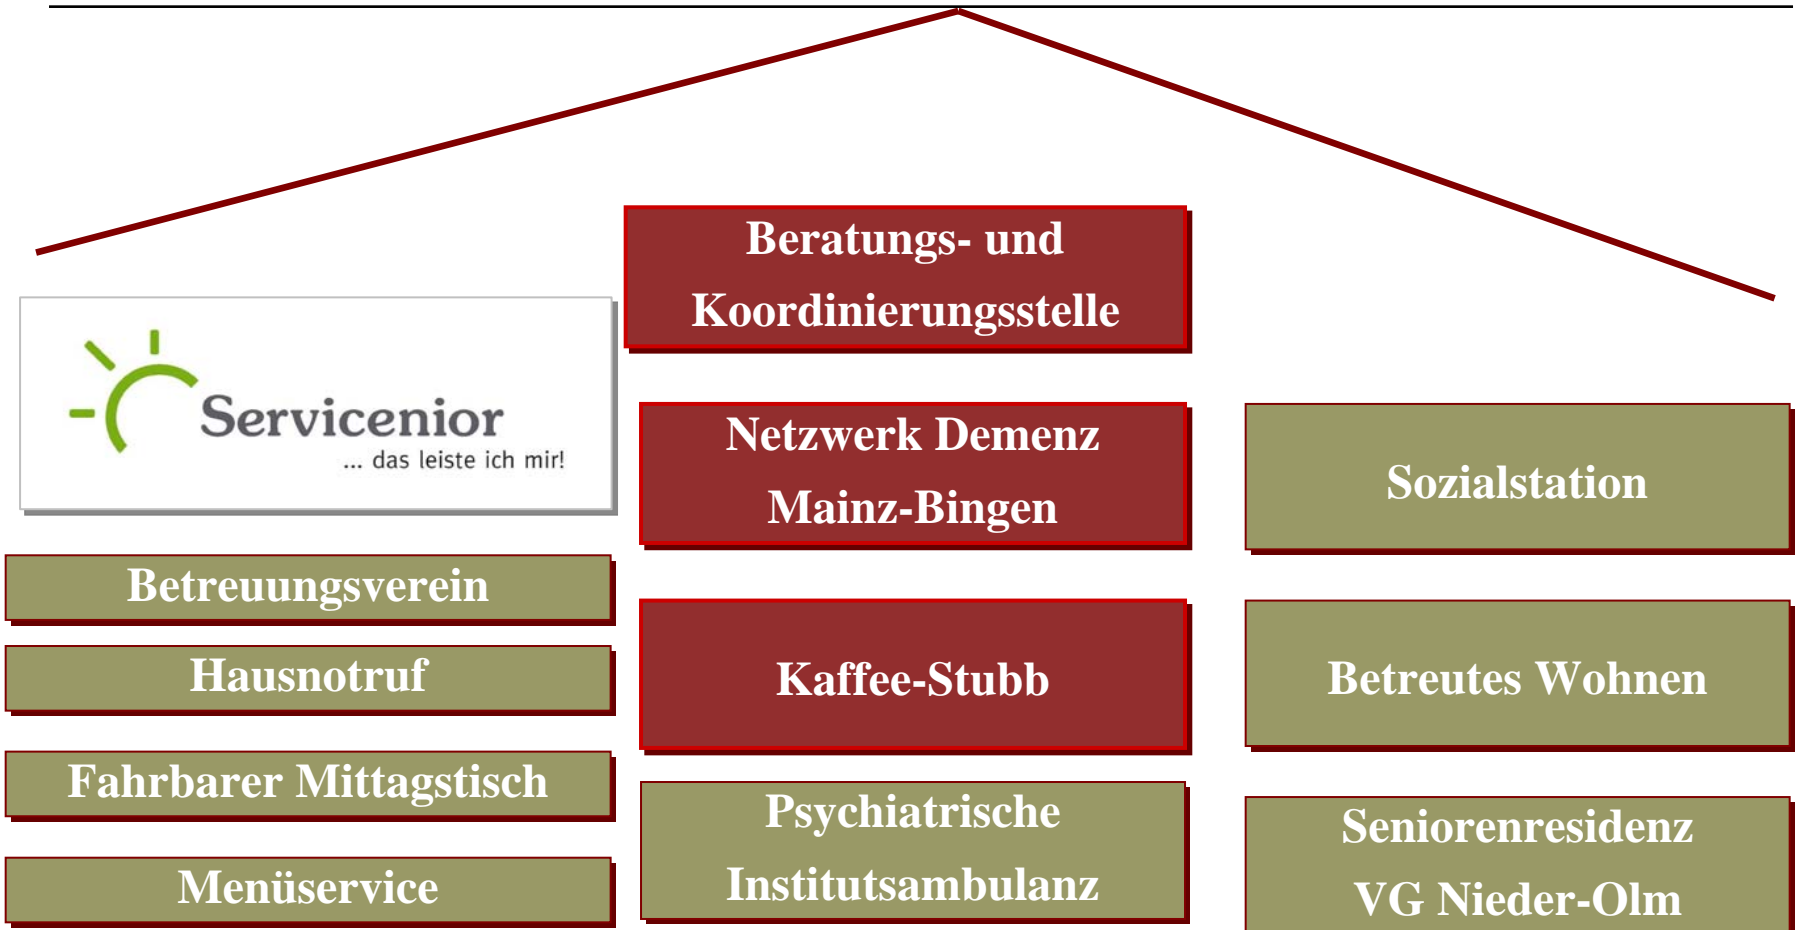 Servicenior
... das leiste ich mir!
Betreuungsverein
Hausnotruf
Fahrbarer Mittagstisch
Menüservice
Beratungs- und
Koordinierungsstelle
Netzwerk Demenz
Mainz-Bingen
Kaffee-Stubb
Psychiatrische
Institutsambulanz
Sozialstation
Betreutes Wohnen
Seniorenresidenz
VG Nieder-Olm